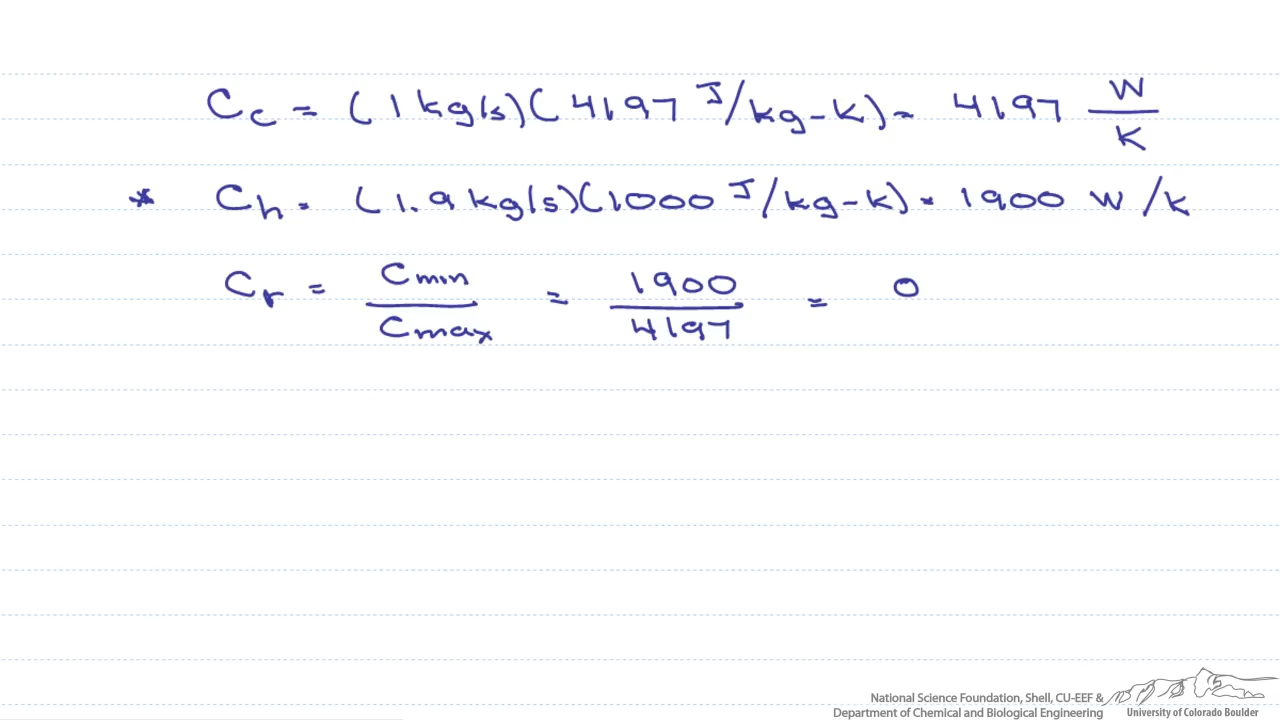 Cc = (1 kg/s)(4197 J/kg-K) = 4197 W/K
* Ch = (1.9 kg/s)(1000 J/kg-K) = 1900 W/K
Cr = Cmin/Cmax = 1900/4197 = 0
National Science Foundation, Shell, CU-EEF &
Department of Chemical and Biological Engineering
University of Colorado Boulder